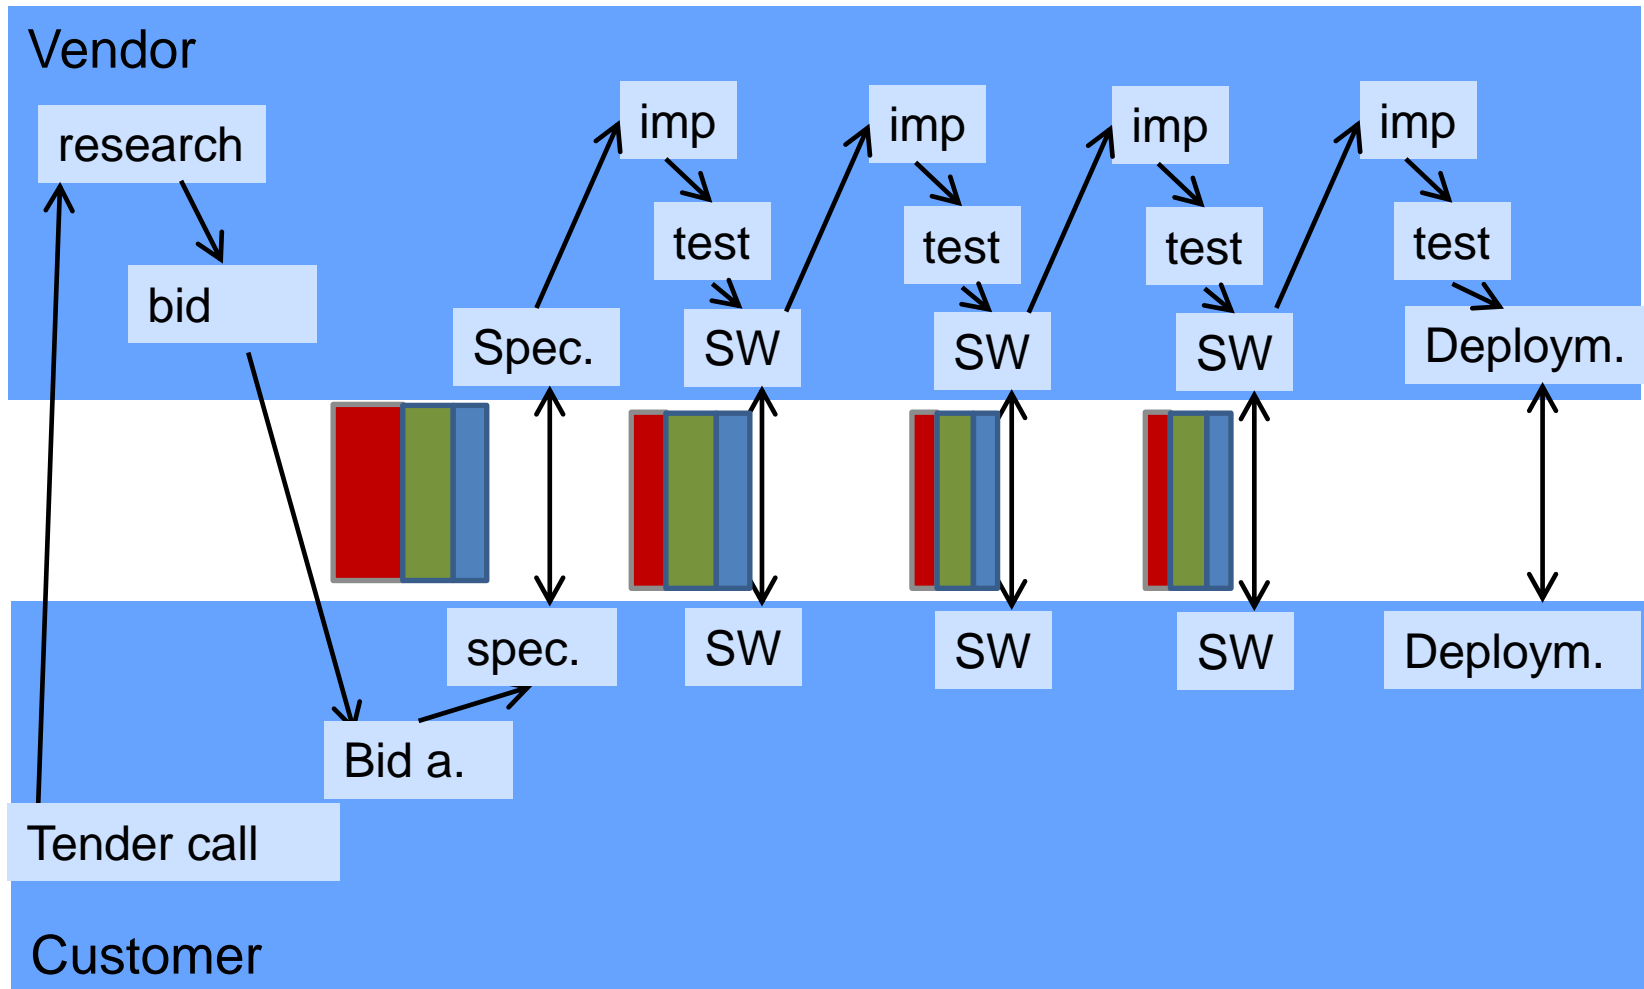 Vendor
research
bid
Spec.
imp
test
SW
imp
test
SW
imp
test
SW
imp
test
Deploym.
spec.
SW
SW
SW
Deploym.
Bid a.
Tender call
Customer